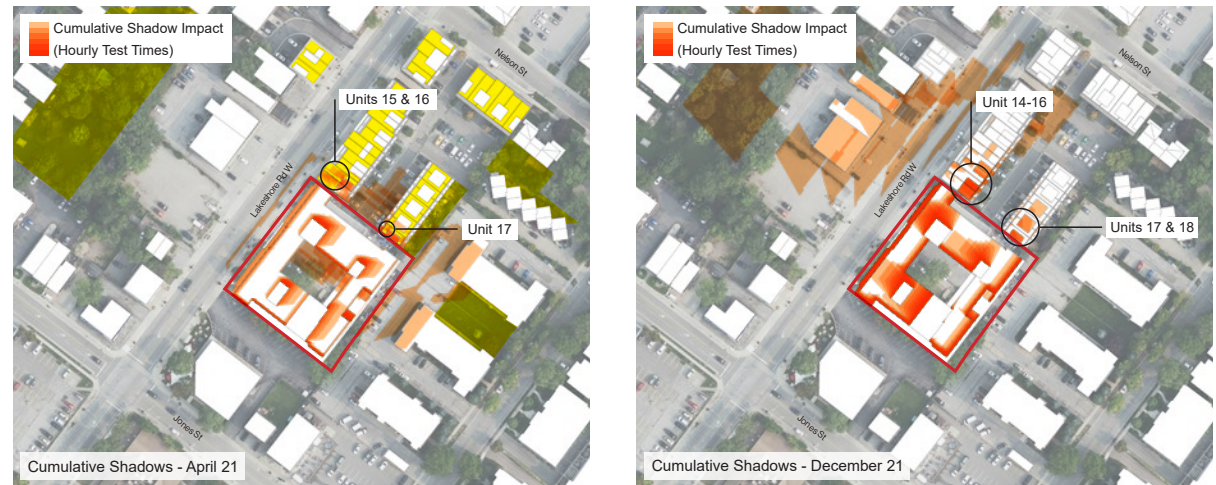 Cumulative Shadow Impact
(Hourly Test Times)
Nelson St
Units 15 & 16
Lakeshore Rd W
Unit 17
Jones St
Cumulative Shadows - April 21
Cumulative Shadow Impact
(Hourly Test Times)
Nelson St
Unit 14-16
Lakeshore Rd W
Units 17 & 18
Jones St
Cumulative Shadows - December 21